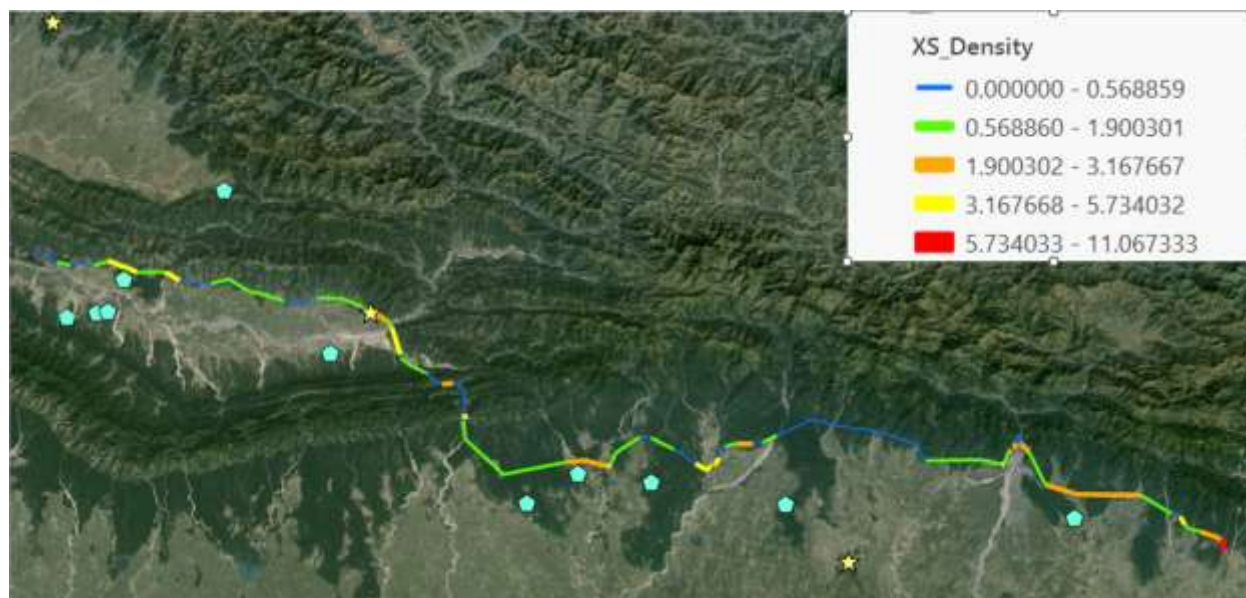 XS_Density
0.000000 - 0.568859
0.568860 - 1.900301
1.900302 - 3.167667
3.167668 - 5.734032
5.734033 - 11.067333